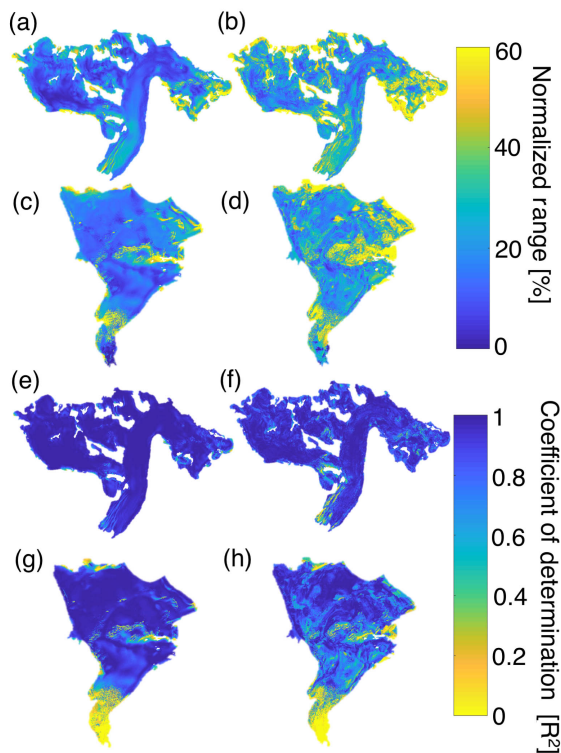 (a)
(b)
60
40
20
0
Normalized range [%]
(c)
(d)
(e)
(f)
1
0.8
0.6
0.4
0.2
0
Coefficient of determination [R²]
(g)
(h)